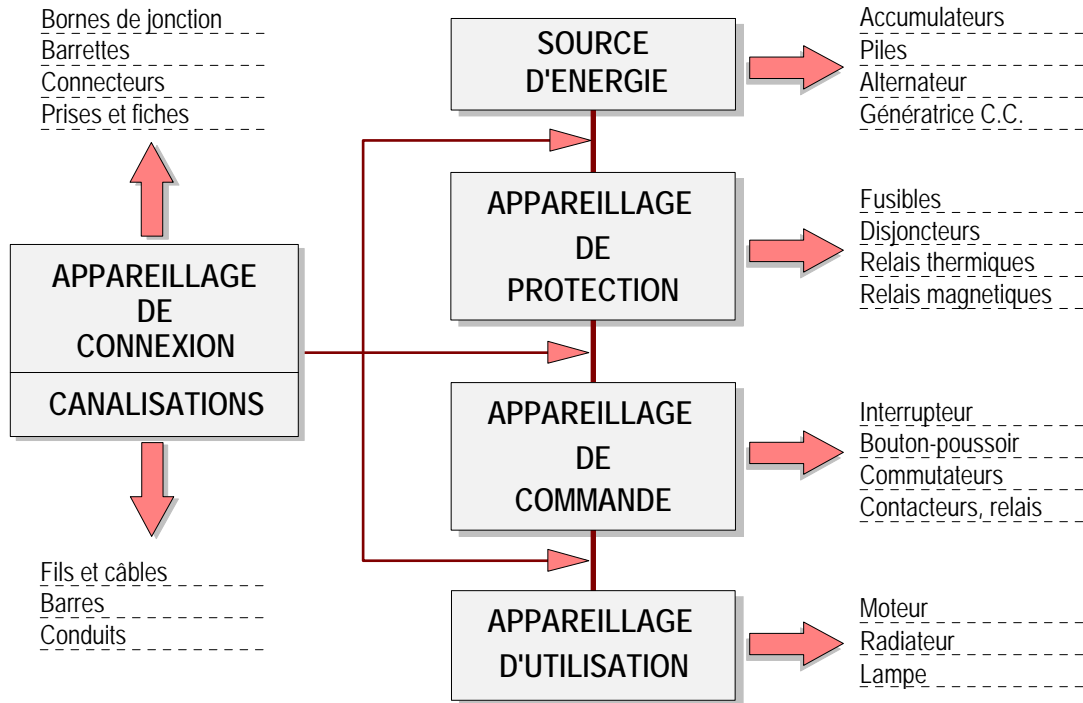 Bornes de jonction
Barrettes
Connecteurs
Prises et fiches
APPAREILLAGE
DE
CONNEXION
CANALISATIONS
Fils et câbles
Barres
Conduits
SOURCE
D'ENERGIE
Accumulateurs
Piles
Alternateur
Génératrice C.C.
APPAREILLAGE
DE
PROTECTION
Fusibles
Disjoncteurs
Relais thermiques
Relais magnetiques
APPAREILLAGE
DE
COMMANDE
Interrupteur
Bouton-poussoir
Commutateurs
Contacteurs, relais
APPAREILLAGE
D'UTILISATION
Moteur
Radiateur
Lampe